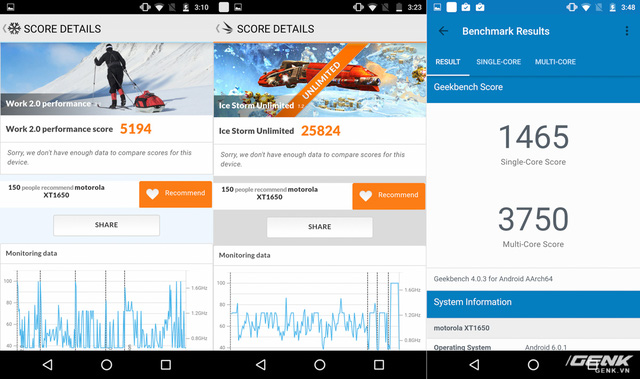 3:10
SCORE DETAILS
Work 2.0 performance
Work 2.0 performance score 5194
Sorry, we don't have enough data to compare scores for this
device.
150 people recommend motorola
XT1650
Recommend
SHARE
Monitoring data
100
80
60
40
1.6GHz
1.2GHz
0.8GHz
3:23
SCORE DETAILS
UNLIMITED
Ice Storm Unlimited
Ice Storm Unlimited 25824
Sorry, we don't have enough data to compare scores for this
device.
150 people recommend motorola
XT1650
Recommend
SHARE
Monitoring data
100
80
60
40
1.6GHz
1.2GHz
0.8GHz
3:48
Benchmark Results
RESULT SINGLE-CORE MULTI-CORE
Geekbench Score
1465
Single-Core Score
3750
Multi-Core Score
Geekbench 4.0.3 for Android AArch64
System Information
motorola XT1650
Operating System Android 6.0.1
GENK
GENK.VN